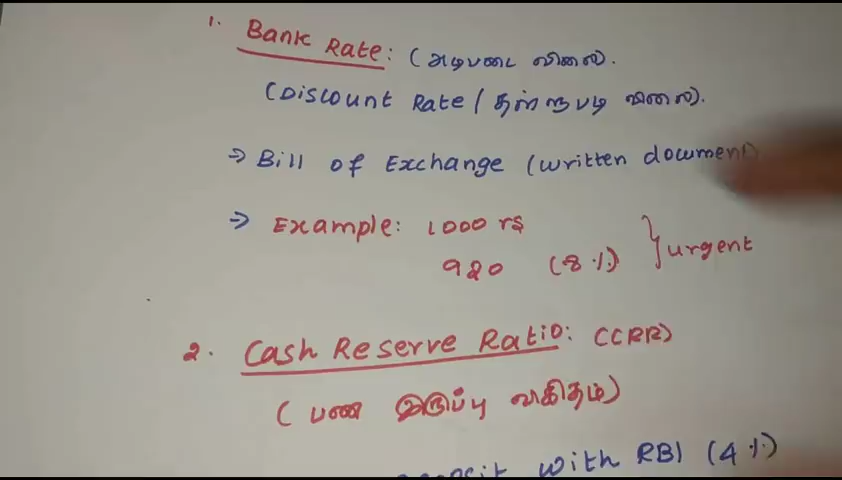 1. Bank Rate: (அடிபடை விலை.
(Discount Rate / தள்ளுபடி விலை).
⇒ Bill of Exchange (written document)
⇒ Example: 1000 rs
920 (8%) } urgent
2. Cash Reserve Ratio: (CRR)
( பண இருப்பு வகிதம் )
with RBI (4%)